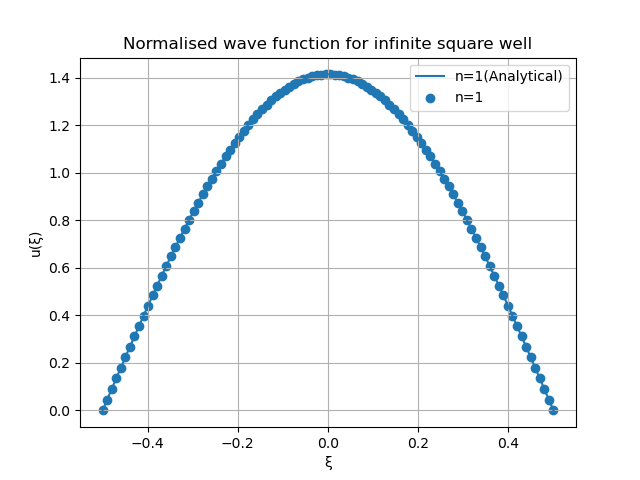 Normalised wave function for infinite square well
n=1(Analytical)
n=1
1.4
1.2
1.0
0.8
0.6
0.4
0.2
0.0
u(ξ)
−0.4
−0.2
0.0
0.2
0.4
ξ